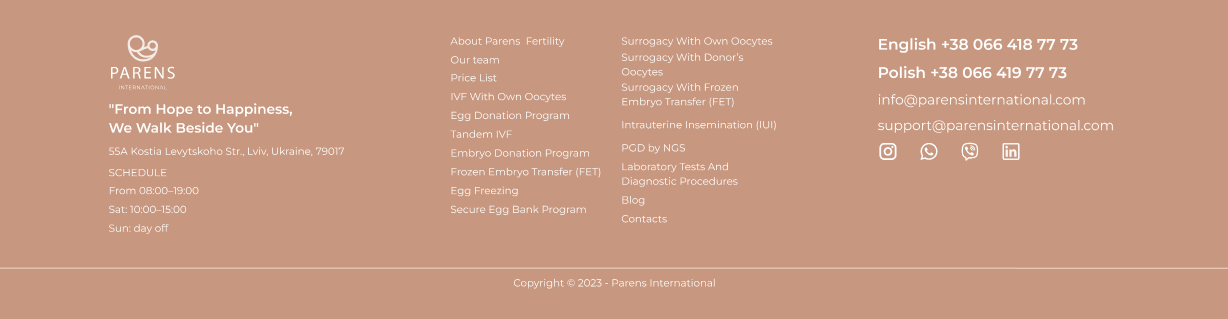 PARENS
INTERNATIONAL
"From Hope to Happiness,
We Walk Beside You"
55A Kostia Levytskoho Str., Lviv, Ukraine, 79017
SCHEDULE
From 08:00–19:00
Sat: 10:00–15:00
Sun: day off
About Parens  Fertility
Our team
Price List
IVF With Own Oocytes
Egg Donation Program
Tandem IVF
Embryo Donation Program
Frozen Embryo Transfer (FET)
Egg Freezing
Secure Egg Bank Program
Surrogacy With Own Oocytes
Surrogacy With Donor’s
Oocytes
Surrogacy With Frozen
Embryo Transfer (FET)
Intrauterine Insemination (IUI)
PGD by NGS
Laboratory Tests And
Diagnostic Procedures
Blog
Contacts
English +38 066 418 77 73
Polish +38 066 419 77 73
info@parensinternational.com
support@parensinternational.com
Copyright © 2023 - Parens International